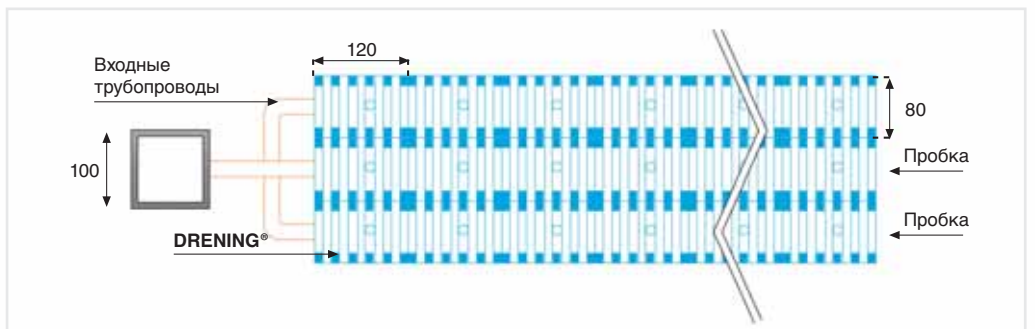 120
Входные
трубопроводы
80
100
Пробка
Пробка
DRENING®